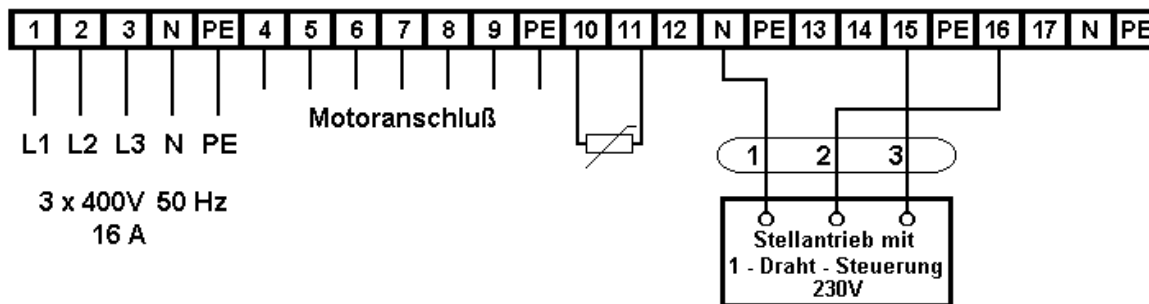 1 2 3 N PE 4 5 6 7 8 9 PE 10 11 12 N PE 13 14 15 PE 16 17 N PE
Motoranschluß
L1 L2 L3 N PE
1 2 3
3 x 400V 50 Hz
16 A
Stellantrieb mit
1 - Draht - Steuerung
230V